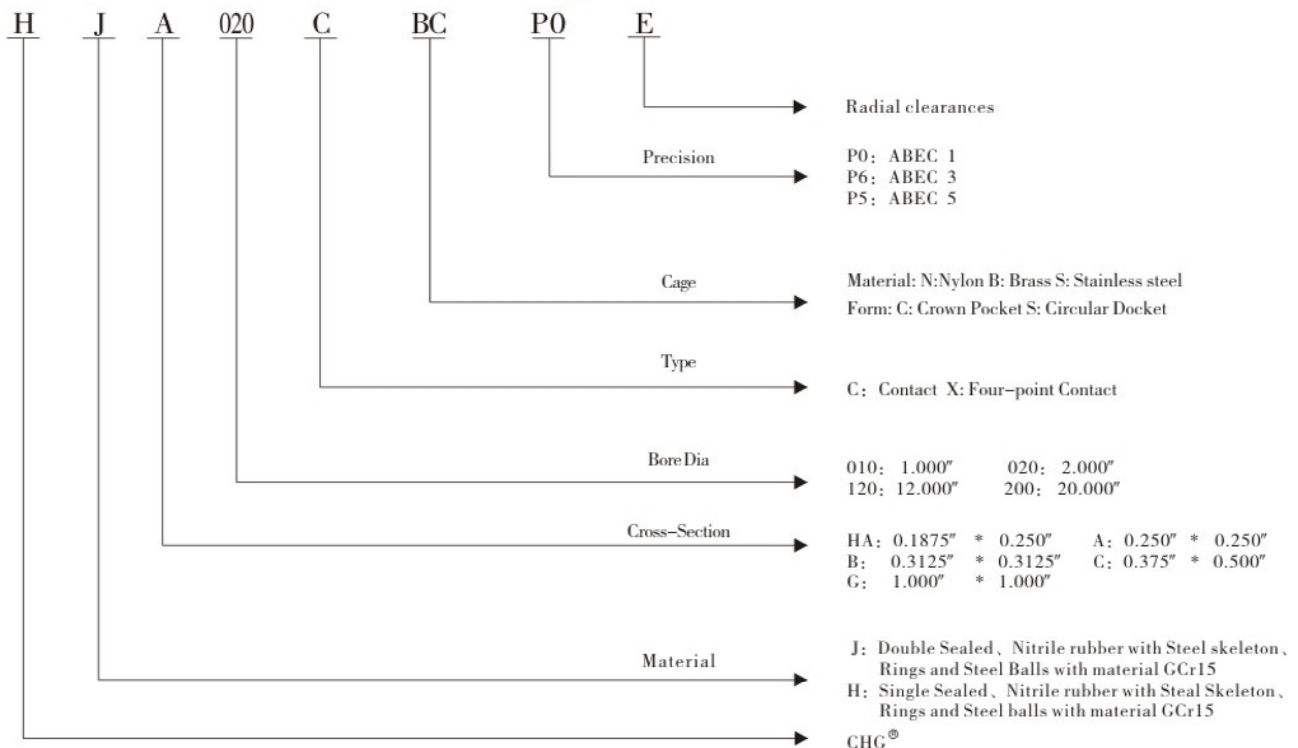 H J A 020 C BC P0 E
Radial clearances
Precision
P0: ABEC 1
P6: ABEC 3
P5: ABEC 5
Cage
Material: N:Nylon B: Brass S: Stainless steel
Form: C: Crown Pocket S: Circular Docket
Type
C: Contact X: Four-point Contact
Bore Dia
010: 1.000″ 020: 2.000″
120: 12.000″ 200: 20.000″
Cross-Section
HA: 0.1875″ * 0.250″ A: 0.250″ * 0.250″
B: 0.3125″ * 0.3125″ C: 0.375″ * 0.500″
G: 1.000″ * 1.000″
Material
J: Double Sealed、Nitrile rubber with Steel skeleton、
Rings and Steel Balls with material GCr15
H: Single Sealed、Nitrile rubber with Steal Skeleton、
Rings and Steel balls with material GCr15
CHG®